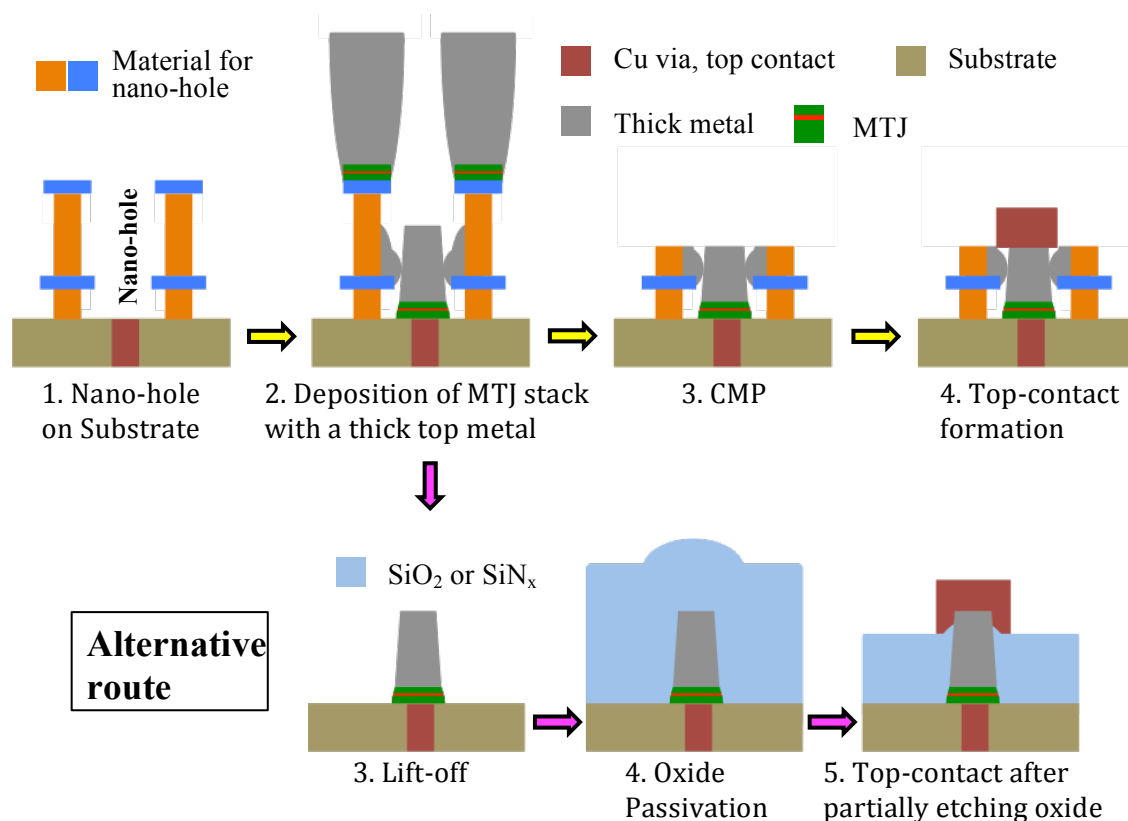 Material for
nano-hole
Cu via, top contact
Substrate
Thick metal
MTJ
Nano-hole
1. Nano-hole
on Substrate
2. Deposition of MTJ stack
with a thick top metal
3. CMP
4. Top-contact
formation
SiO₂ or SiNₓ
Alternative
route
3. Lift-off
4. Oxide
Passivation
5. Top-contact after
partially etching oxide